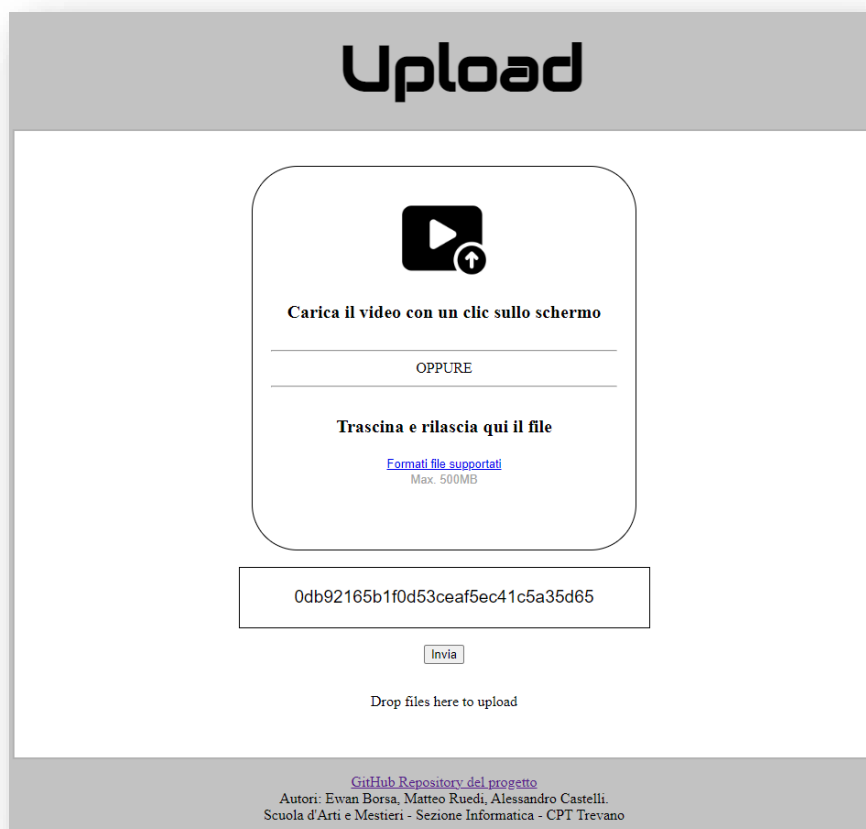 Upload
Carica il video con un clic sullo schermo
OPPURE
Trascina e rilascia qui il file
Formati file supportati
Max. 500MB
0db92165b1f0d53ceaf5ec41c5a35d65
Invia
Drop files here to upload
GitHub Repository del progetto
Autori: Ewan Borsa, Matteo Ruedi, Alessandro Castelli.
Scuola d'Arti e Mestieri - Sezione Informatica - CPT Trevano